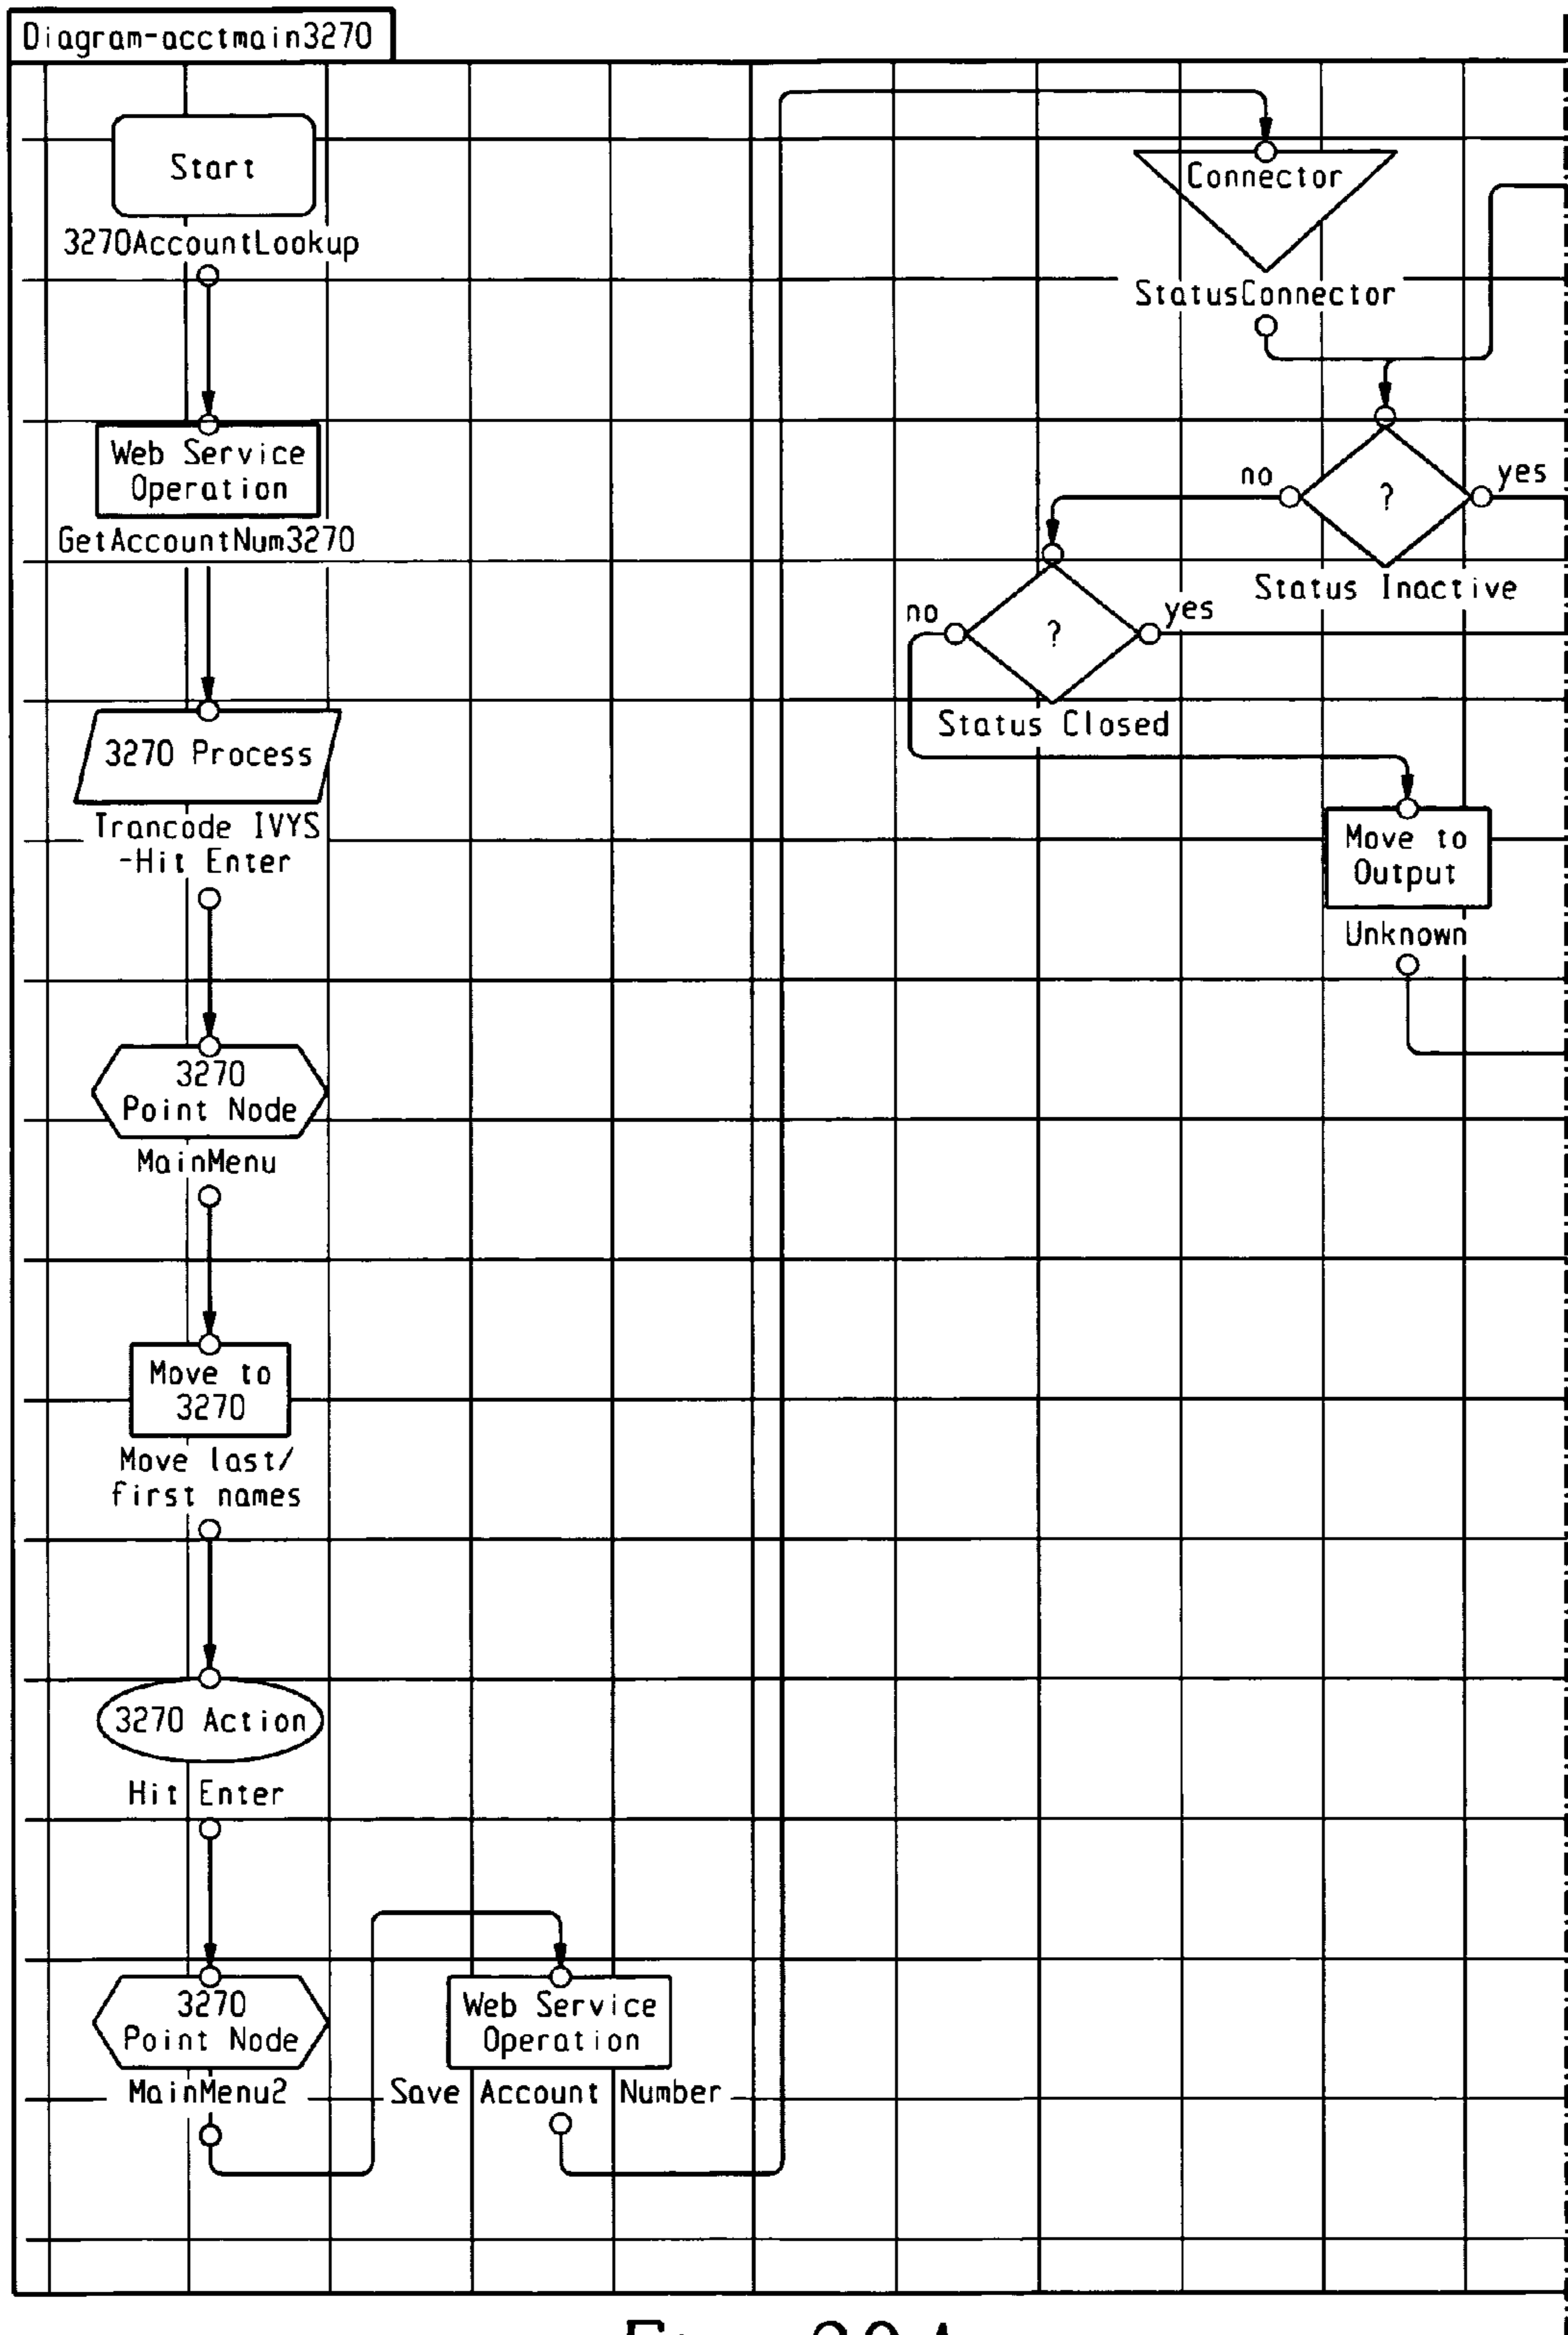 Diagram-acctmain3270
Start
3270AccountLookup
Web Service
Operation
GetAccountNum3270
3270 Process
Trancode IVYS
-Hit Enter
3270
Point Node
MainMenu
Move to
3270
Move last/
first names
3270 Action
Hit Enter
3270
Point Node
MainMenu2
Web Service
Operation
Save Account Number
Connector
StatusConnector
no
?
yes
Status Inactive
no
?
yes
Status Closed
Move to
Output
Unknown